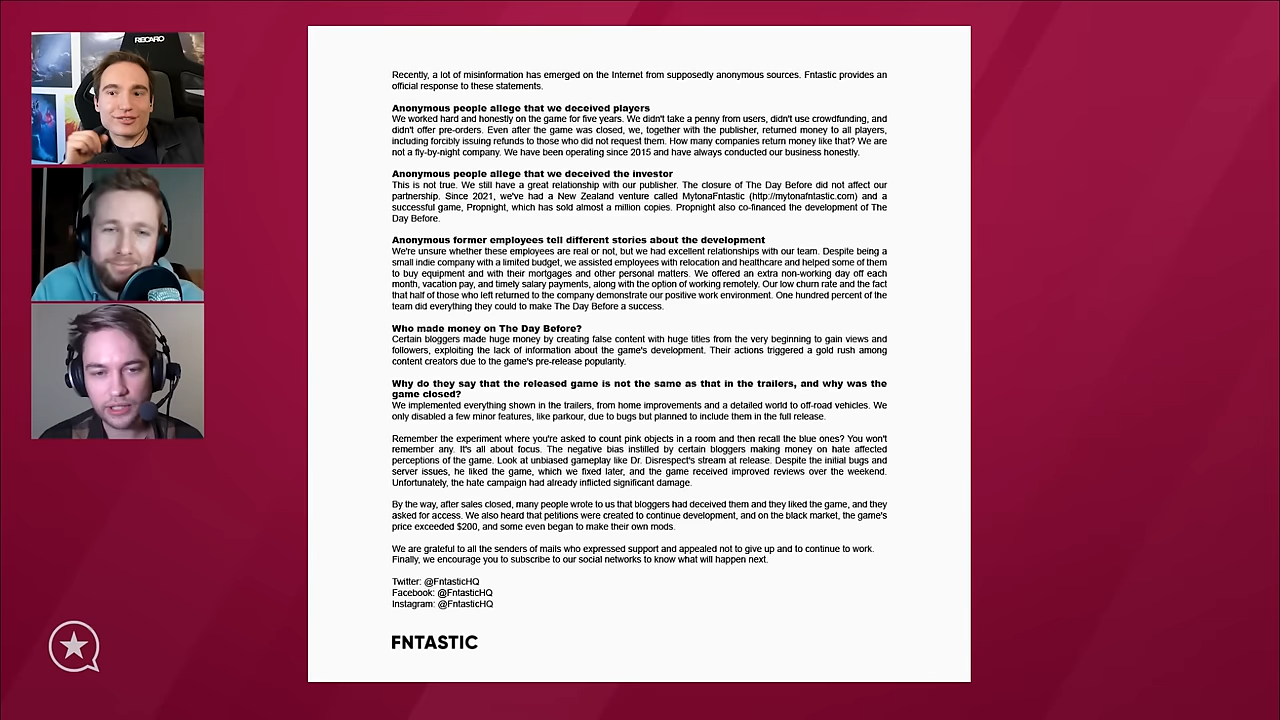 RECARO
Recently, a lot of misinformation has emerged on the Internet from supposedly anonymous sources. Fntastic provides an
official response to these statements.
Anonymous people allege that we deceived players
We worked hard and honestly on the game for five years. We didn't take a penny from users, didn't use crowdfunding, and
didn't offer pre-orders. Even after the game was closed, we, together with the publisher, returned money to all players,
including forcibly issuing refunds to those who did not request them. How many companies return money like that? We are
not a fly-by-night company. We have been operating since 2015 and have always conducted our business honestly.
Anonymous people allege that we deceived the investor
This is not true. We still have a great relationship with our publisher. The closure of The Day Before did not affect our
partnership. Since 2021, we've had a New Zealand venture called MytonaFntastic (http://mytonafntastic.com) and a
successful game, Propnight, which has sold almost a million copies. Propnight also co-financed the development of The
Day Before.
Anonymous former employees tell different stories about the development
We're unsure whether these employees are real or not, but we had excellent relationships with our team. Despite being a
small indie company with a limited budget, we assisted employees with relocation and healthcare and helped some of them
to buy equipment and with their mortgages and other personal matters. We offered an extra non-working day off each
month, vacation pay, and timely salary payments, along with the option of working remotely. Our low churn rate and the fact
that half of those who left returned to the company demonstrate our positive work environment. One hundred percent of the
team did everything they could to make The Day Before a success.
Who made money on The Day Before?
Certain bloggers made huge money by creating false content with huge titles from the very beginning to gain views and
followers, exploiting the lack of information about the game's development. Their actions triggered a gold rush among
content creators due to the game's pre-release popularity.
Why do they say that the released game is not the same as that in the trailers, and why was the
game closed?
We implemented everything shown in the trailers, from home improvements and a detailed world to off-road vehicles. We
only disabled a few minor features, like parkour, due to bugs but planned to include them in the full release.
Remember the experiment where you're asked to count pink objects in a room and then recall the blue ones? You won't
remember any. It's all about focus. The negative bias instilled by certain bloggers making money on hate affected
perceptions of the game. Look at unbiased gameplay like Dr. Disrespect's stream at release. Despite the initial bugs and
server issues, he liked the game, which we fixed later, and the game received improved reviews over the weekend.
Unfortunately, the hate campaign had already inflicted significant damage.
By the way, after sales closed, many people wrote to us that bloggers had deceived them and they liked the game, and they
asked for access. We also heard that petitions were created to continue development, and on the black market, the game's
price exceeded $200, and some even began to make their own mods.
We are grateful to all the senders of mails who expressed support and appealed not to give up and to continue to work.
Finally, we encourage you to subscribe to our social networks to know what will happen next.
Twitter: @FntasticHQ
Facebook: @FntasticHQ
Instagram: @FntasticHQ
FNTASTIC